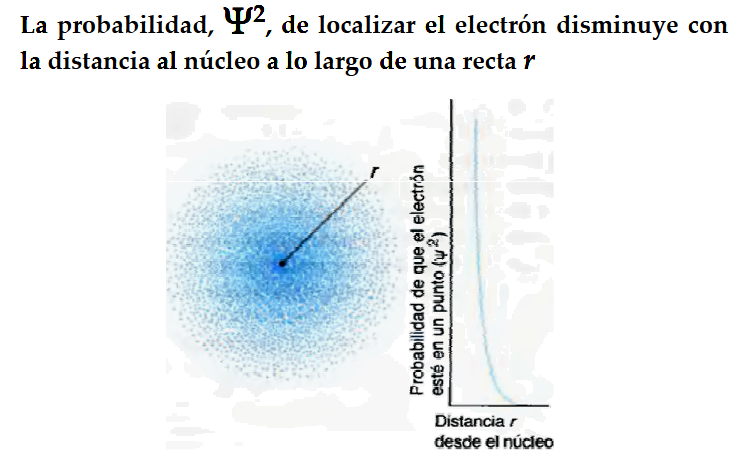 La probabilidad, Ψ², de localizar el electrón disminuye con
la distancia al núcleo a lo largo de una recta r
r
Probabilidad de que el electrón
esté en un punto (ψ²)
Distancia r
desde el núcleo